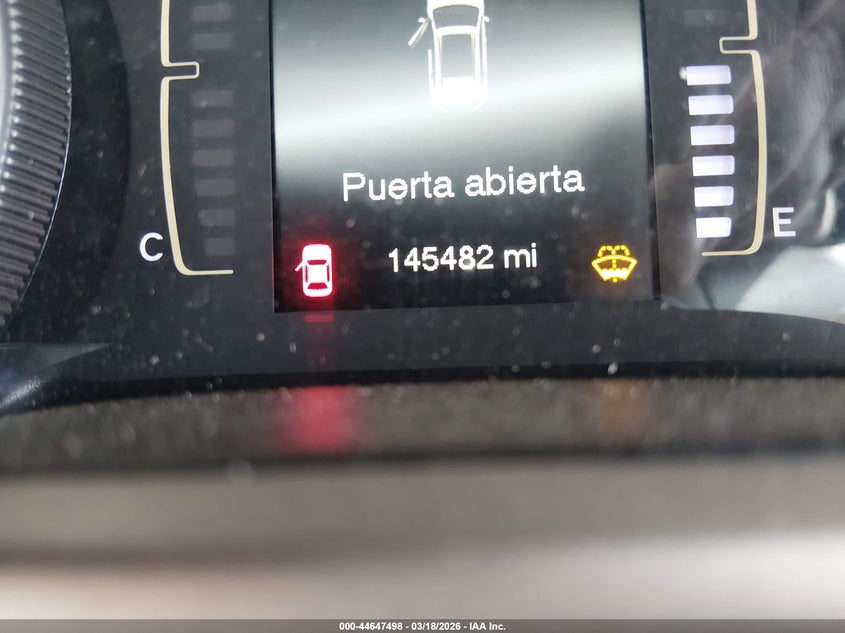 Puerta abierta
C
E
145482 mi
000-44647498 - 03/18/2026 - IAA Inc.